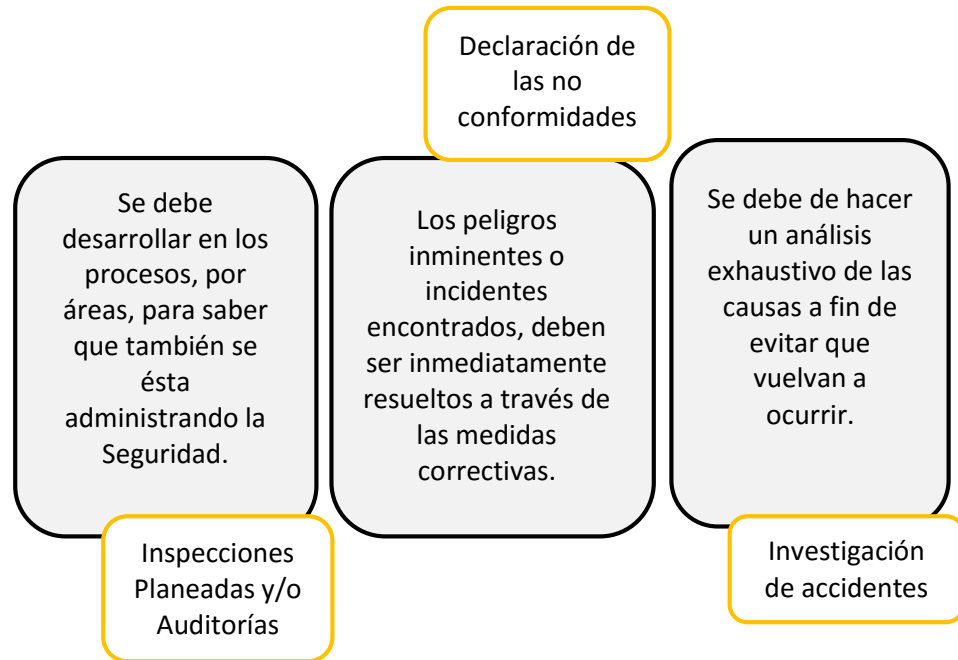 Declaración de
las no
conformidades
Se debe
desarrollar en los
procesos, por
áreas, para saber
que también se
ésta
administrando la
Seguridad.
Inspecciones
Planeadas y/o
Auditorías
Los peligros
inminentes o
incidentes
encontrados, deben
ser inmediatamente
resueltos a través de
las medidas
correctivas.
Se debe de hacer
un análisis
exhaustivo de las
causas a fin de
evitar que
vuelvan a
ocurrir.
Investigación
de accidentes